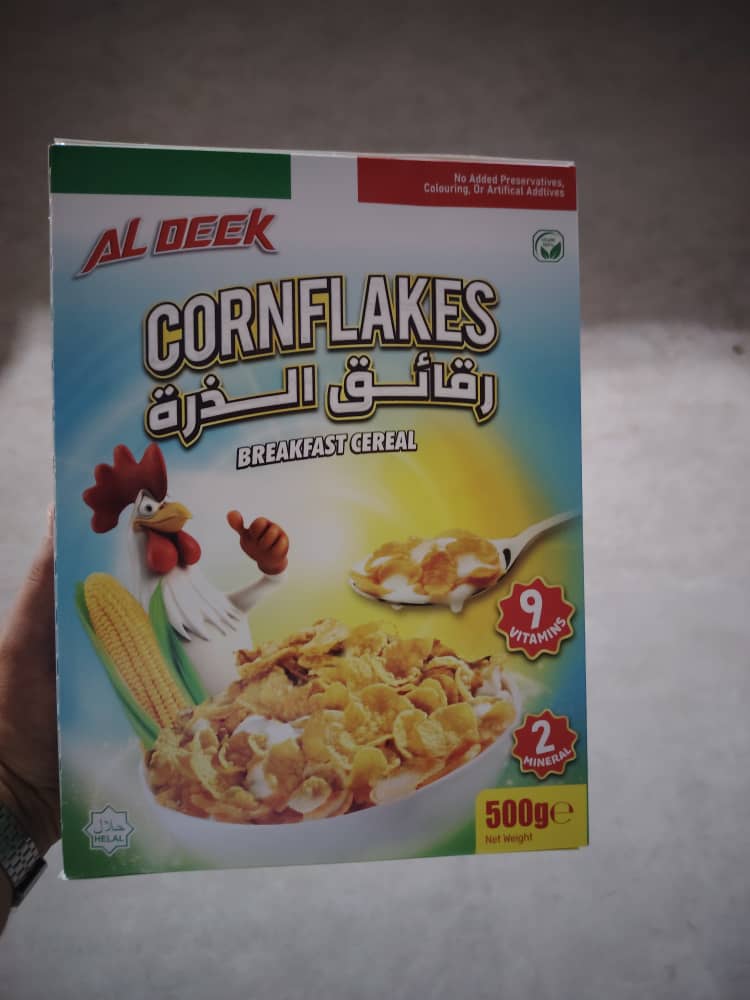 No Added Preservatives,
Colouring, Or Artifical Addtives
AL DEEK
CORNFLAKES
رقائق الذرة
BREAKFAST CEREAL
9
VITAMINS
2
MINERAL
500g℮
Net Weight
حلال
HELAL